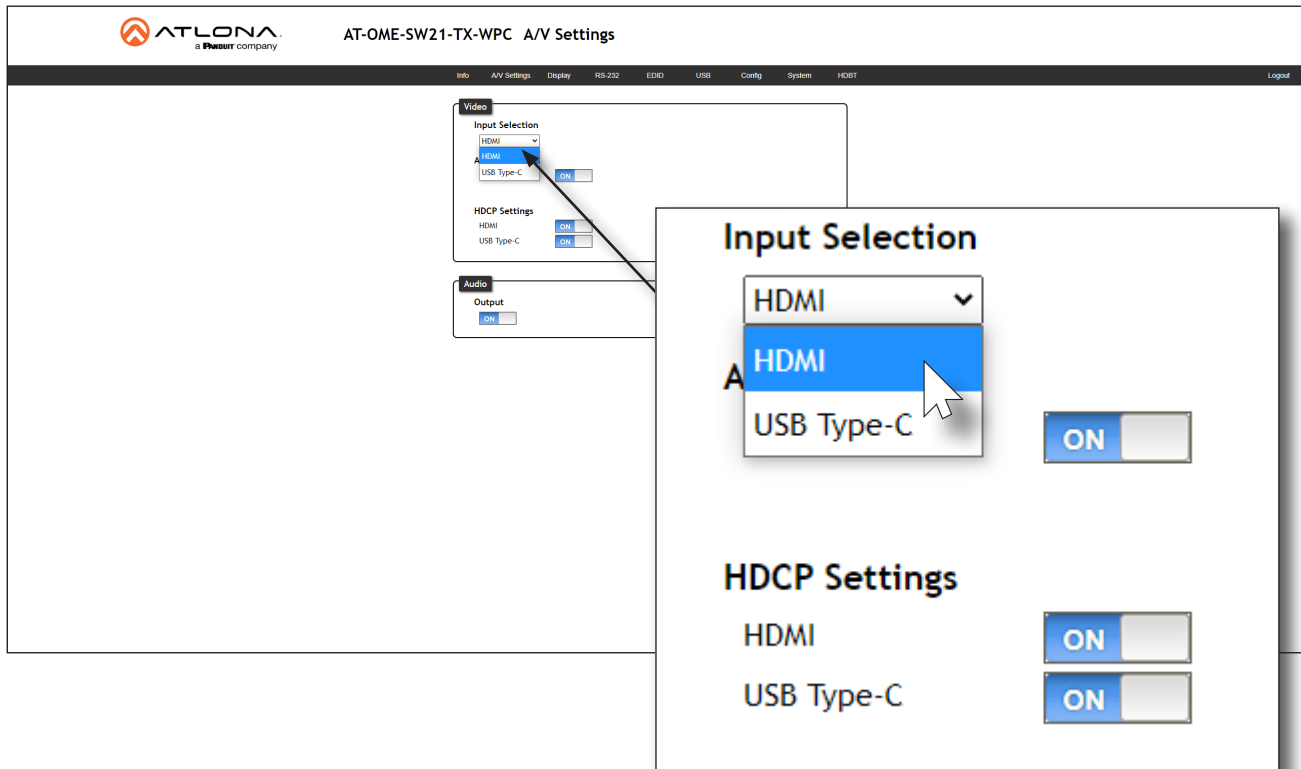 ATLONA.
a PANDUIT company
AT-OME-SW21-TX-WPC A/V Settings
Info A/V Settings Display RS-232 EDID USB Config System HDBT Logout
Video
Input Selection
HDMI
HDMI
USB Type-C
A
ON
HDCP Settings
HDMI ON
USB Type-C ON
Audio
Output
ON
Input Selection
HDMI
HDMI
A
USB Type-C
ON
HDCP Settings
HDMI ON
USB Type-C ON